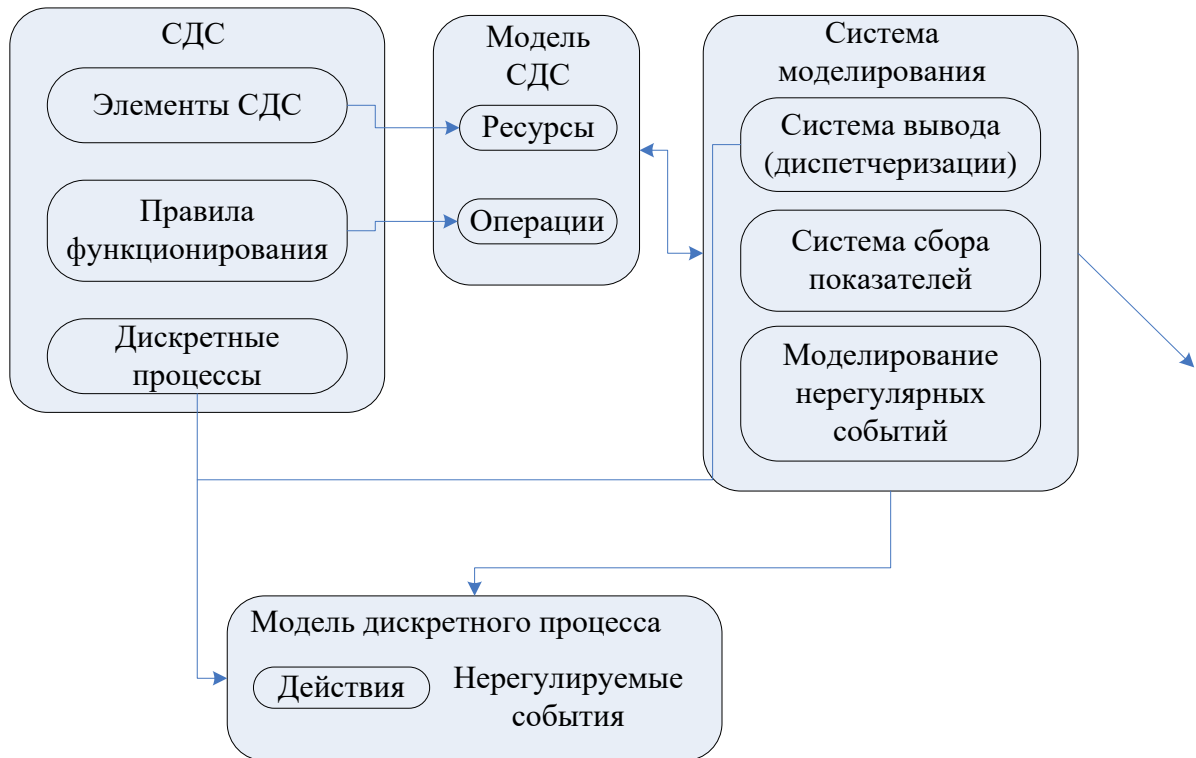 СДС
Элементы СДС
Правила
функционирования
Дискретные
процессы
Модель
СДС
Ресурсы
Операции
Система
моделирования
Система вывода
(диспетчеризации)
Система сбора
показателей
Моделирование
нерегулярных
событий
Модель дискретного процесса
Действия
Нерегулируемые
события